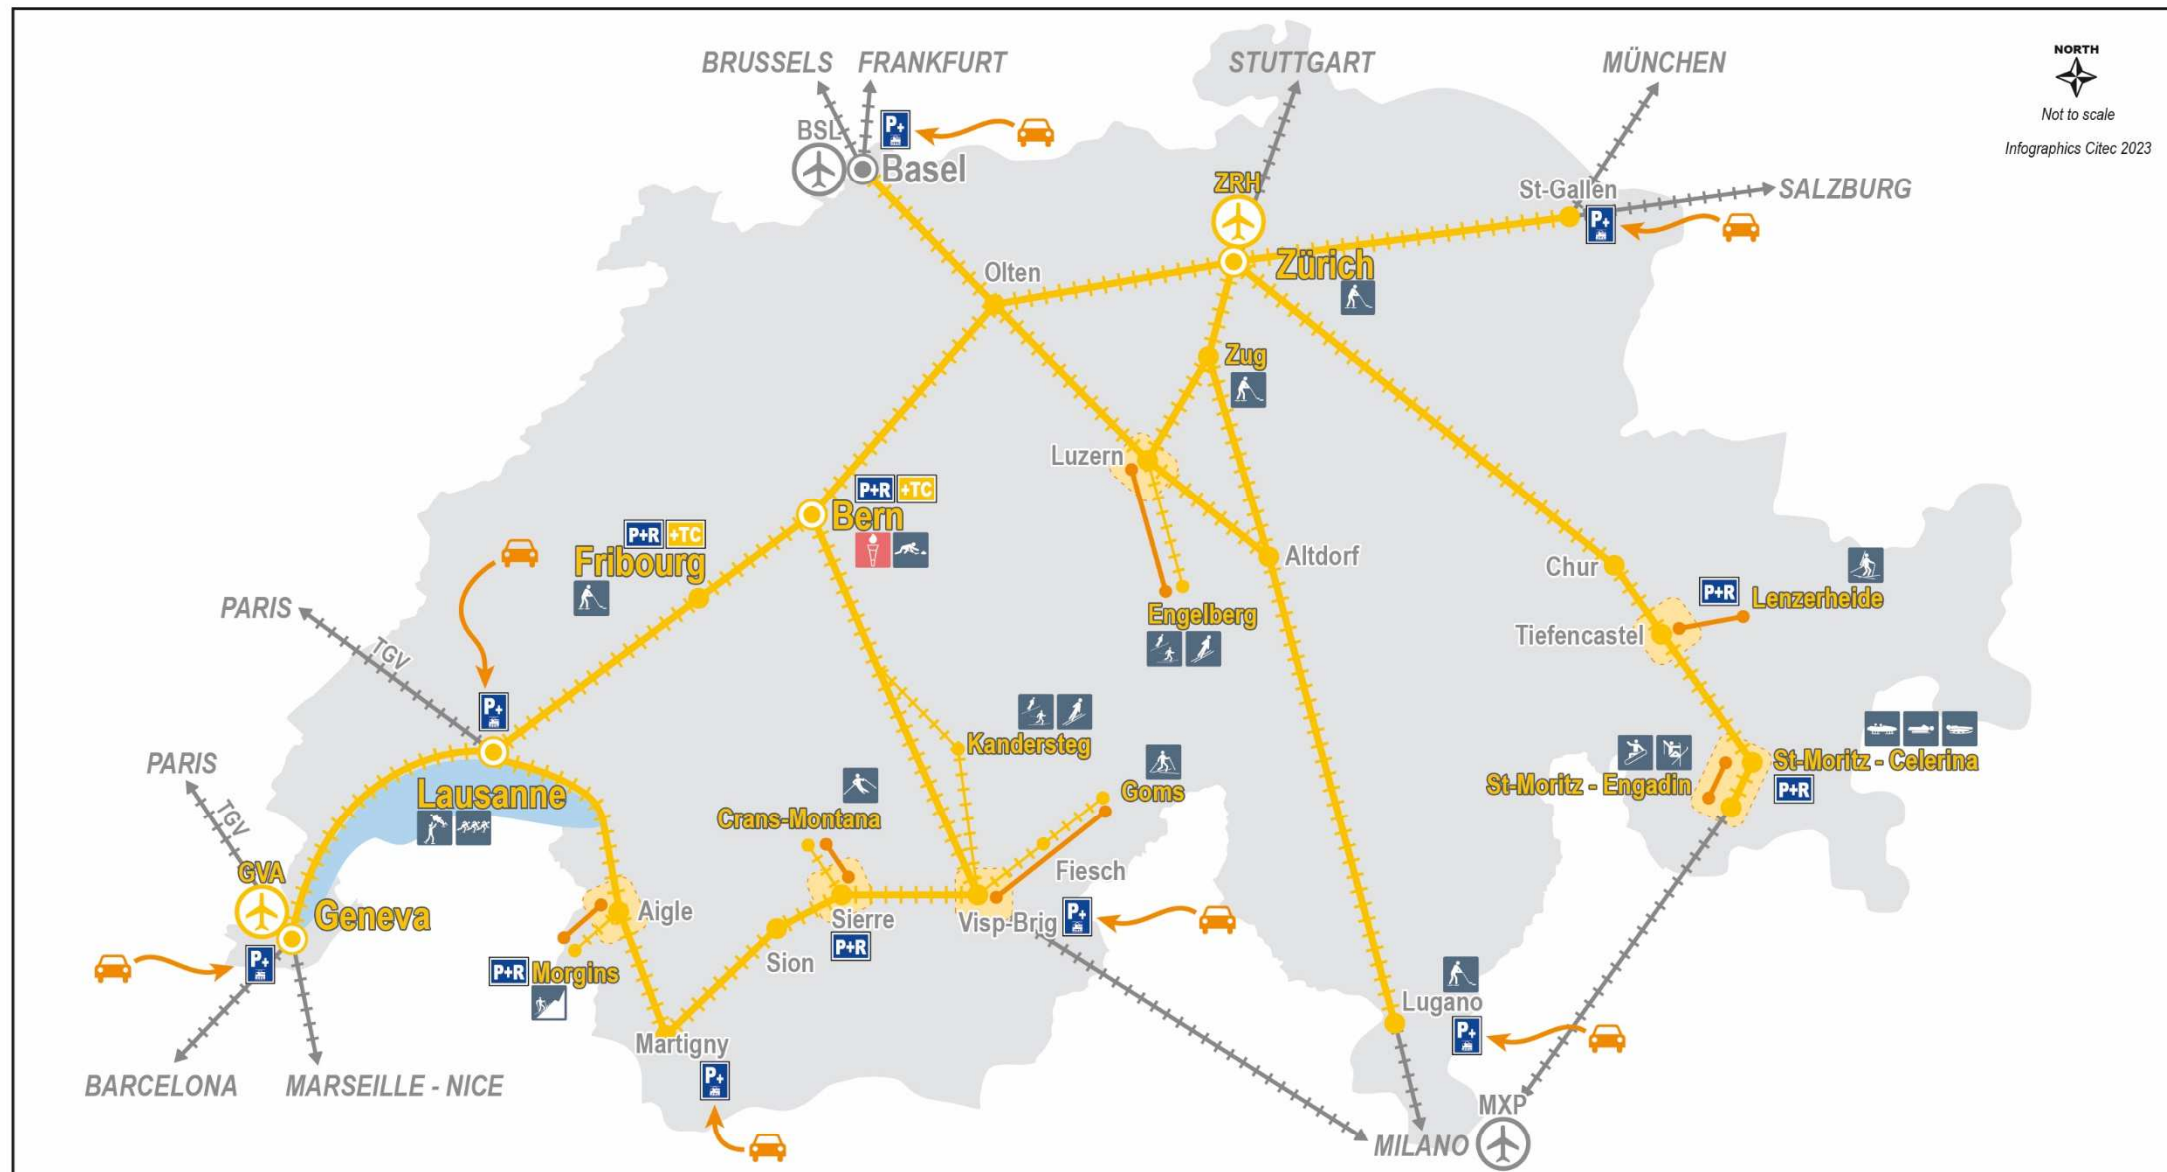 BRUSSELS
FRANKFURT
STUTTGART
MÜNCHEN
NORTH
Not to scale
Infographics Citec 2023
BSL
P+
Basel
ZRH
St-Gallen
SALZBURG
P+
Olten
Zürich
Zug
Luzern
P+R +TC
Bern
P+R +TC
Fribourg
Altdorf
Chur
P+R
Lenzerheide
PARIS
TGV
Engelberg
Tiefencastel
P+
Kandersteg
St-Moritz - Celerina
St-Moritz - Engadin
P+R
PARIS
TGV
Lausanne
Crans-Montana
Goms
GVA
Geneva
Fiesch
Aigle
Sierre
Visp-Brig
P+
P+R
Sion
P+
P+R
Morgins
Lugano
P+
Martigny
P+
BARCELONA
MARSEILLE - NICE
MXP
MILANO